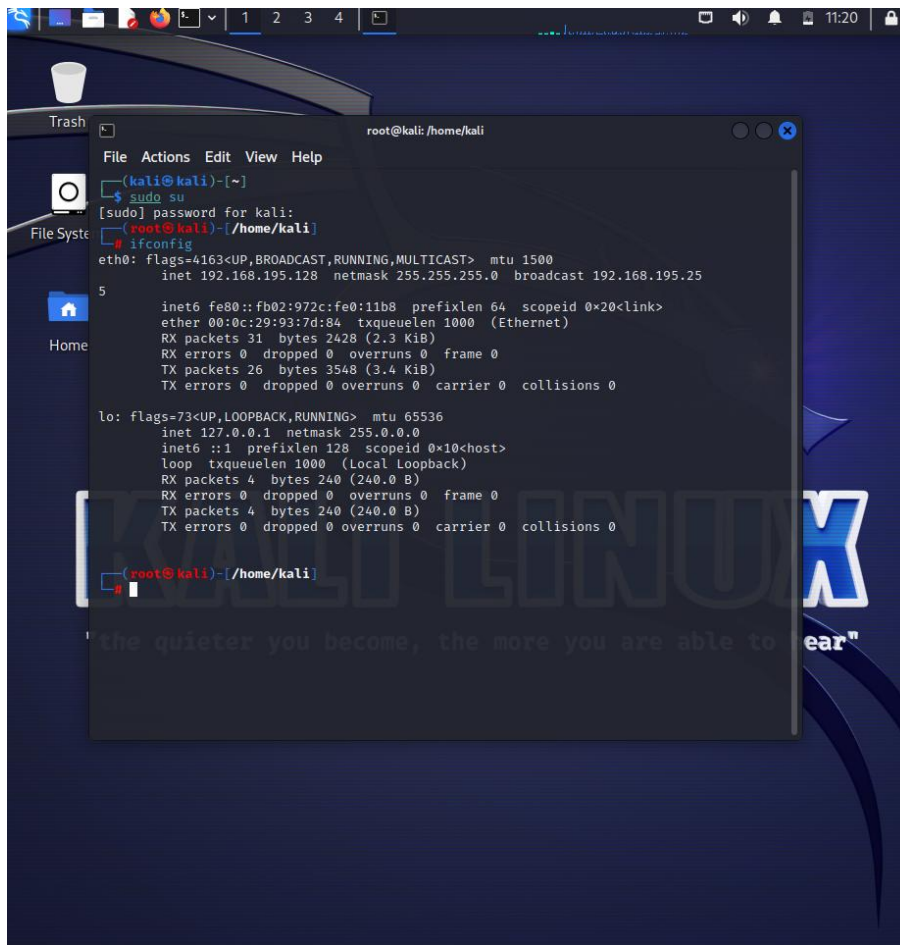 1 2 3 4 11:20
Trash
root@kali: /home/kali
File Actions Edit View Help
┌──(kali㉿kali)-[~]
└─$ sudo su
[sudo] password for kali:
┌──(root㉿kali)-[/home/kali]
└─# ifconfig
eth0: flags=4163<UP,BROADCAST,RUNNING,MULTICAST> mtu 1500
inet 192.168.195.128 netmask 255.255.255.0 broadcast 192.168.195.25
5
inet6 fe80::fb02:972c:fe0:11b8 prefixlen 64 scopeid 0×20<link>
ether 00:0c:29:93:7d:84 txqueuelen 1000 (Ethernet)
RX packets 31 bytes 2428 (2.3 KiB)
RX errors 0 dropped 0 overruns 0 frame 0
TX packets 26 bytes 3548 (3.4 KiB)
TX errors 0 dropped 0 overruns 0 carrier 0 collisions 0
lo: flags=73<UP,LOOPBACK,RUNNING> mtu 65536
inet 127.0.0.1 netmask 255.0.0.0
inet6 ::1 prefixlen 128 scopeid 0×10<host>
loop txqueuelen 1000 (Local Loopback)
RX packets 4 bytes 240 (240.0 B)
RX errors 0 dropped 0 overruns 0 frame 0
TX packets 4 bytes 240 (240.0 B)
TX errors 0 dropped 0 overruns 0 carrier 0 collisions 0
┌──(root㉿kali)-[/home/kali]
└─#
File Syste
Home
KALI LINUX
"the quieter you become, the more you are able to hear"